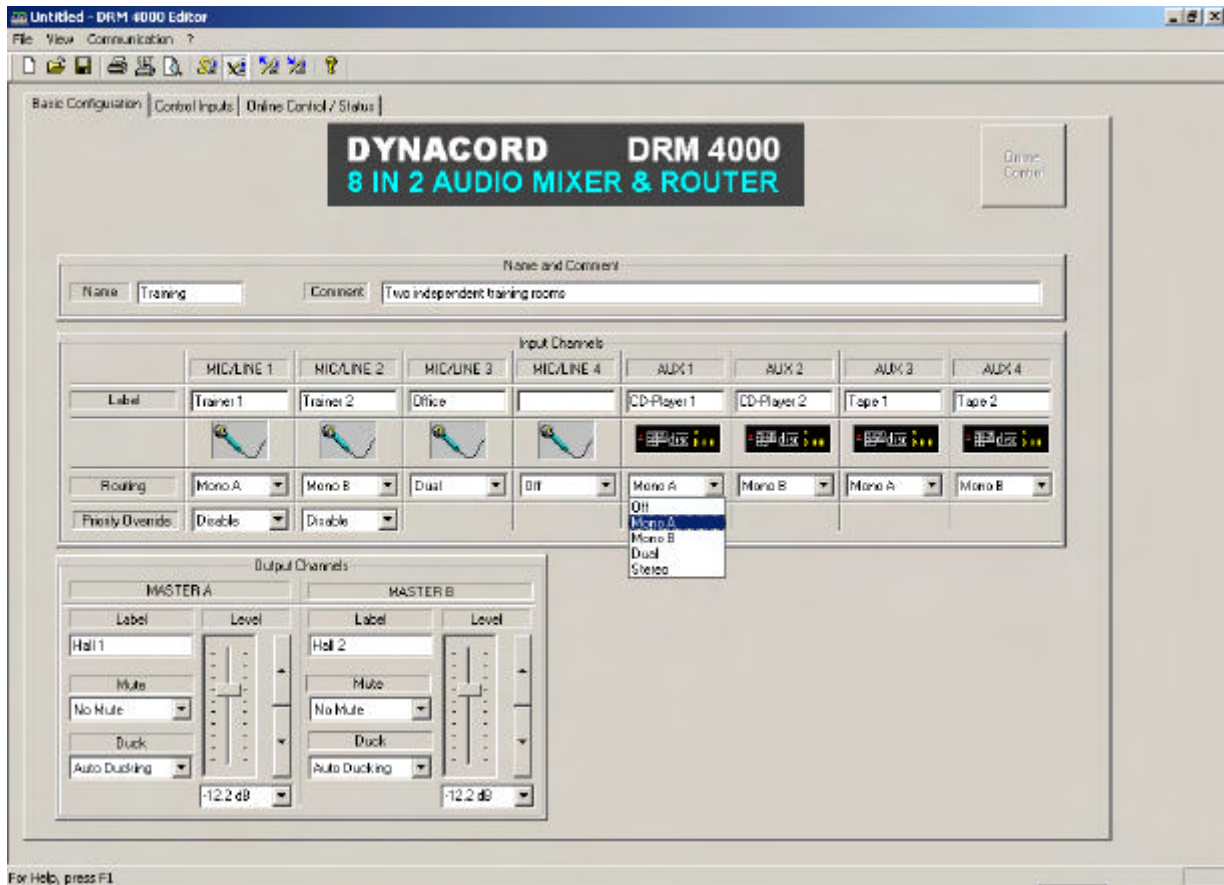 Untitled - DRM 4000 Editor
File View Communication ?
Basic Configuration Control Inputs Online Control / Status
DYNACORD DRM 4000
8 IN 2 AUDIO MIXER & ROUTER
Online
Control
Name and Comment
Name Training Comment Two independent training rooms
Input Channels
MIC/LINE 1 MIC/LINE 2 MIC/LINE 3 MIC/LINE 4 AUX 1 AUX 2 AUX 3 AUX 4
Label Trainer 1 Trainer 2 Office CD-Player 1 CD-Player 2 Tape 1 Tape 2
disc disc disc disc
Routing Mono A Mono B Dual Off Mono A Mono B Mono A Mono B
Priority Override Disable Disable
Off
Mono A
Mono B
Dual
Stereo
Output Channels
MASTER A MASTER B
Label Level Label Level
Hall 1 Hall 2
Mute Mute
No Mute No Mute
Duck Duck
Auto Ducking Auto Ducking
-12.2 dB -12.2 dB
For Help, press F1